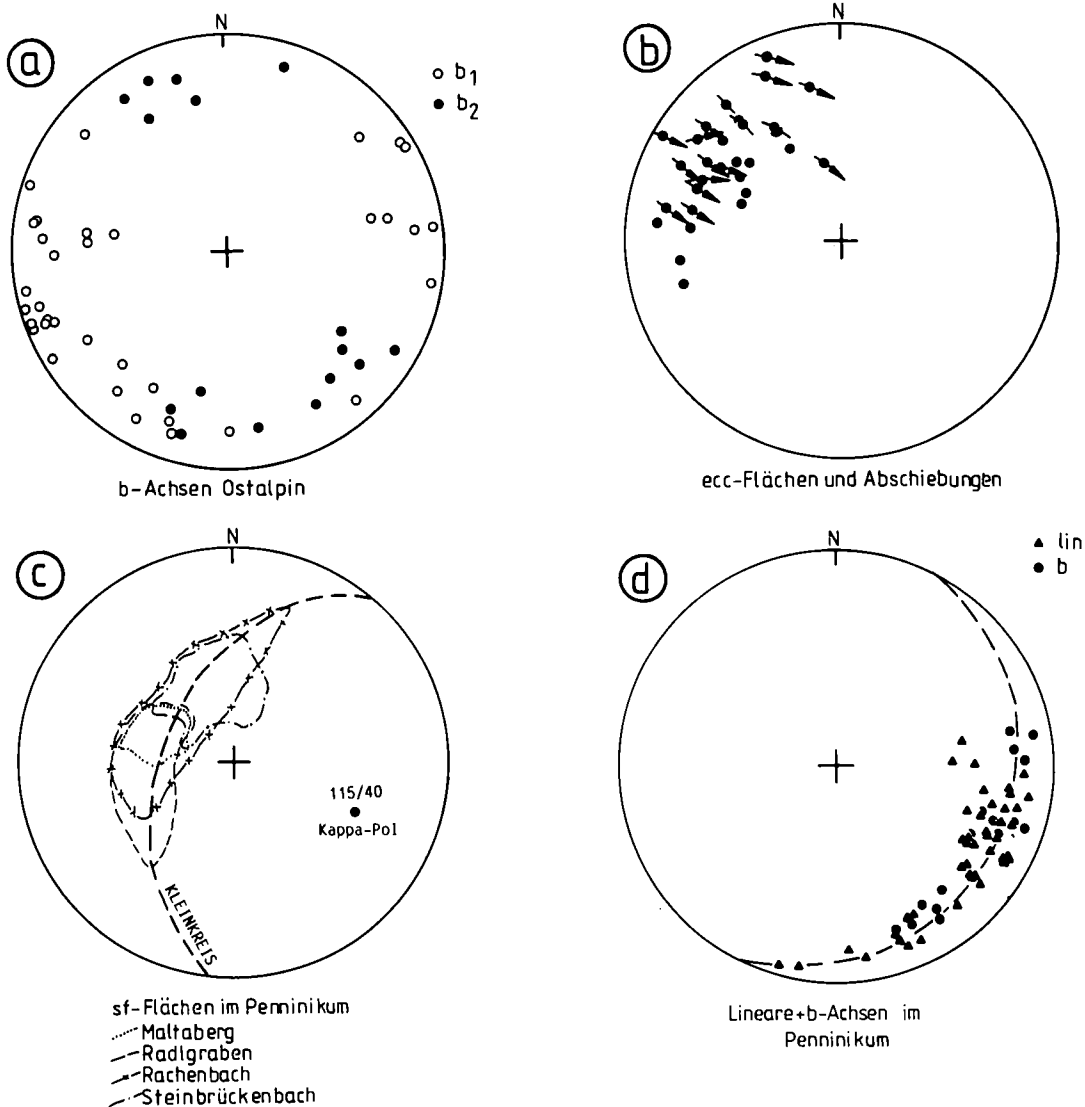 a
N
b₁
b₂
b-Achsen Ostalpin
b
N
ecc-Flächen und Abschiebungen
c
N
115/40
Kappa-Pol
KLEINKREIS
sf-Flächen im Penninikum
Maltaberg
Radlgraben
Rachenbach
Steinbrückenbach
d
N
lin
b
Lineare+b-Achsen im
Penninikum